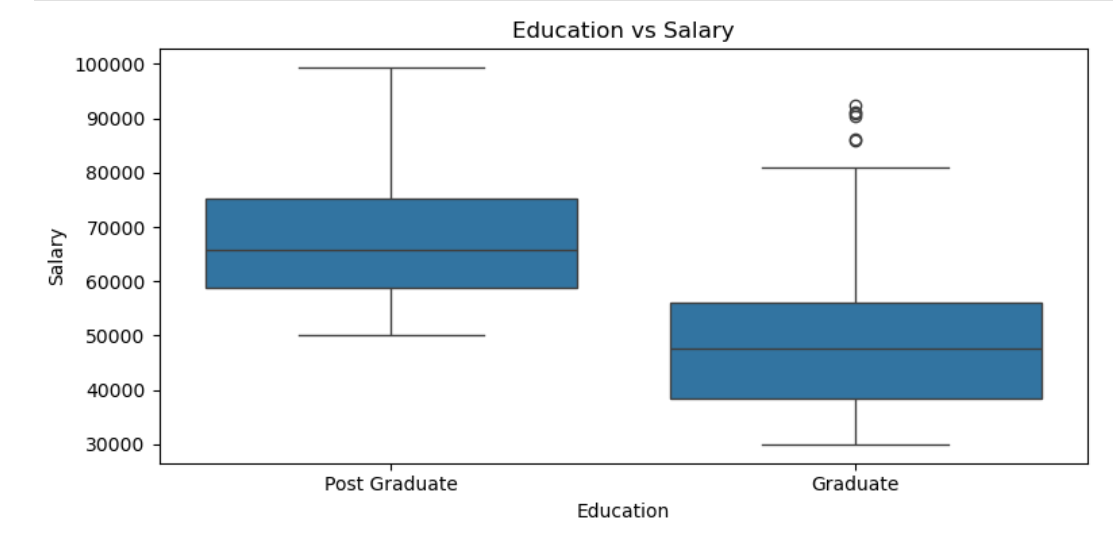 Education vs Salary
Salary
100000
90000
80000
70000
60000
50000
40000
30000
Post Graduate
Graduate
Education